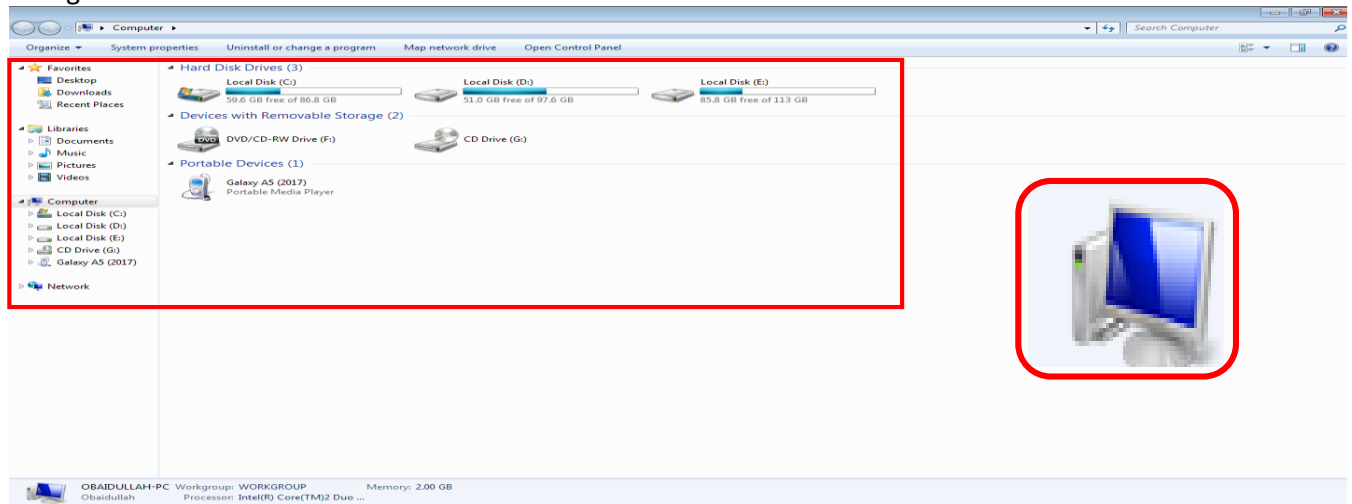 Computer
Search Computer
Organize
System properties
Uninstall or change a program
Map network drive
Open Control Panel
Favorites
Desktop
Downloads
Recent Places
Libraries
Documents
Music
Pictures
Videos
Computer
Local Disk (C:)
Local Disk (D:)
Local Disk (E:)
CD Drive (G:)
Galaxy A5 (2017)
Network
Hard Disk Drives (3)
Local Disk (C:)
59.6 GB free of 86.8 GB
Local Disk (D:)
51.0 GB free of 97.6 GB
Local Disk (E:)
85.8 GB free of 113 GB
Devices with Removable Storage (2)
DVD/CD-RW Drive (F:)
CD Drive (G:)
Portable Devices (1)
Galaxy A5 (2017)
Portable Media Player
OBAIDULLAH-PC Workgroup: WORKGROUP Memory: 2.00 GB
Obaidullah Processor: Intel(R) Core(TM)2 Duo ...